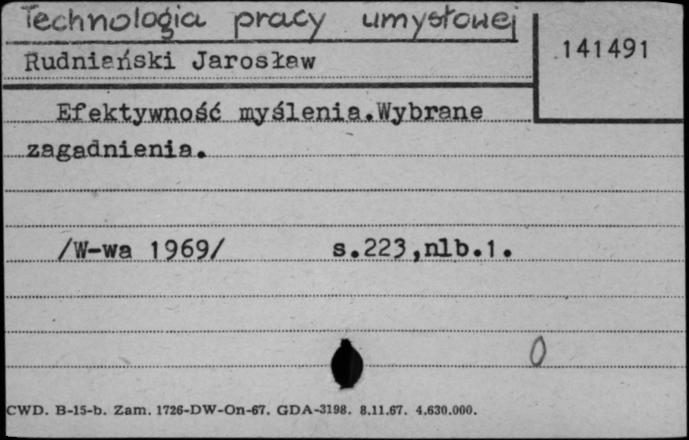 Technologia pracy umysłowej
141491
Rudniański Jarosław
Efektywność myślenia.Wybrane
zagadnienia.
/W-wa 1969/ s.223,nlb.1.
0
CWD. B-15-b. Zam. 1726-DW-On-67. GDA-3198. 8.11.67. 4.630.000.